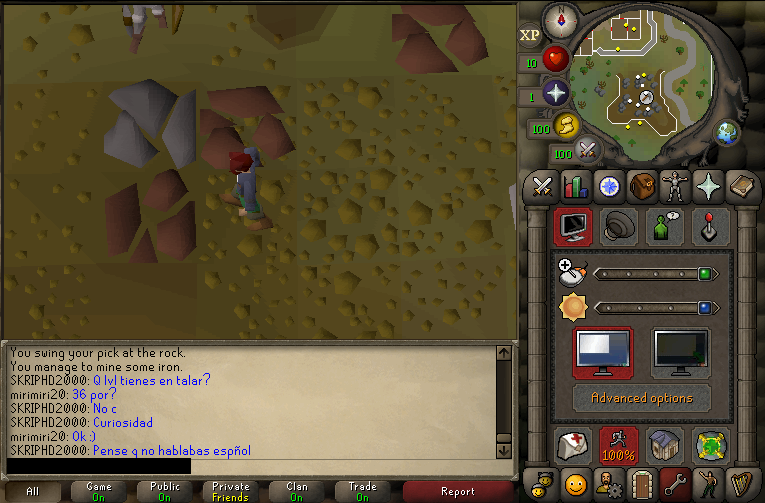 N
XP
10
1
100
100
You swing your pick at the rock.
You manage to mine some iron.
SKRIPHD2000: Q lvl tienes en talar?
mirimiri20: 36 por?
SKRIPHD2000: No c
SKRIPHD2000: Curiosidad
mirimiri20: Ok :)
SKRIPHD2000: Pense q no hablabas espñol
Advanced options
100%
All
Game
On
Public
On
Private
Friends
Clan
On
Trade
On
Report